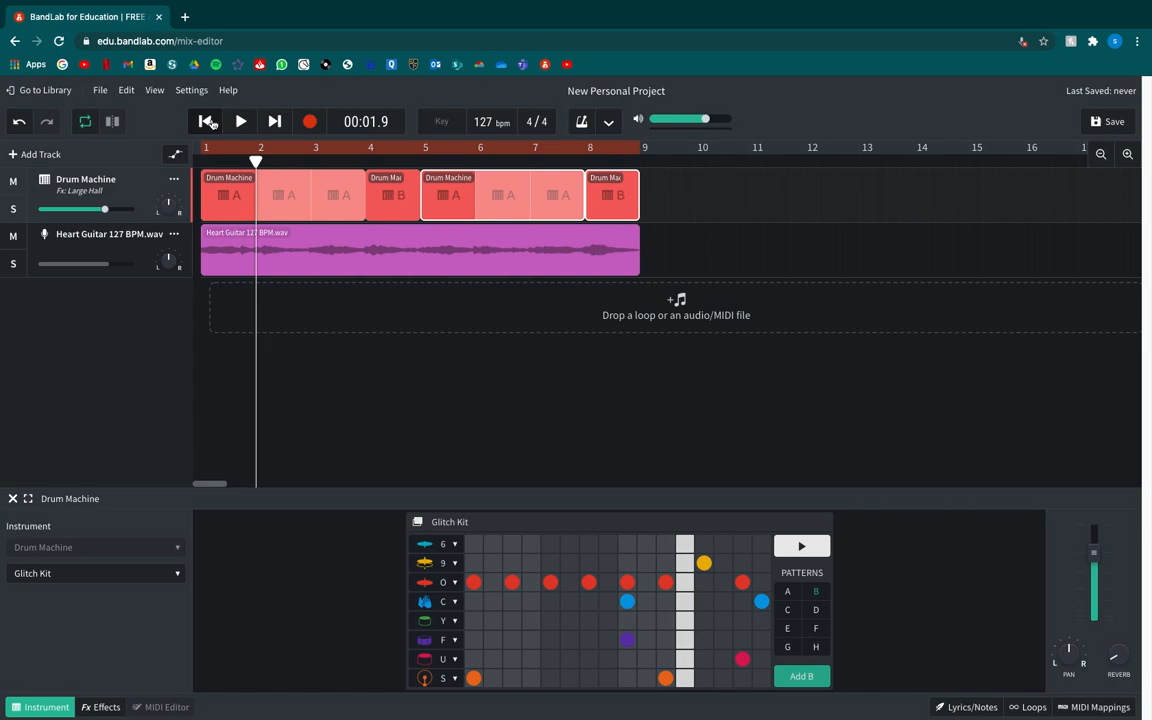 BandLab for Education | FREE
edu.bandlab.com/mix-editor
Apps
Go to Library File Edit View Settings Help New Personal Project Last Saved: never
00:01.9 Key 127 bpm 4 / 4 Save
Add Track 1 2 3 4 5 6 7 8 9 10 11 12 13 14 15 16 1
M Drum Machine Drum Machine Drum Mac Drum Machine Drum Mac
Fx: Large Hall A A A B A A A B
S L R
M Heart Guitar 127 BPM.wav Heart Guitar 127 BPM.wav
S L R
Drop a loop or an audio/MIDI file
Drum Machine
Instrument Glitch Kit
Drum Machine 6
Glitch Kit 9
O PATTERNS
C A B
Y C D
F E F
U G H
S Add B
L R
PAN REVERB
Instrument Fx Effects MIDI Editor Lyrics/Notes Loops MIDI Mappings